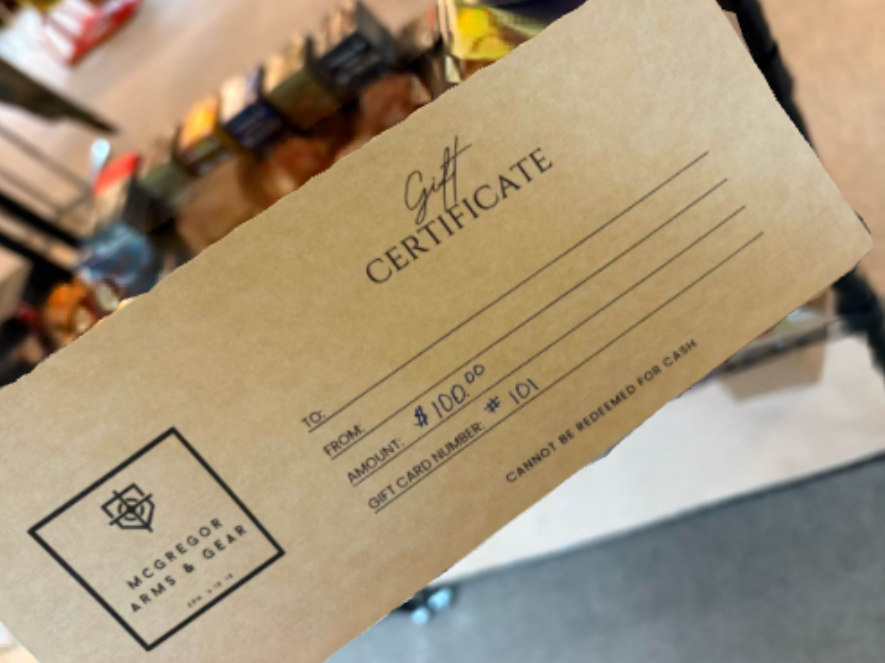 Gift
CERTIFICATE
TO:
FROM:
AMOUNT: $100.00
GIFT CARD NUMBER: # 101
CANNOT BE REDEEMED FOR CASH
MCGREGOR
ARMS & GEAR